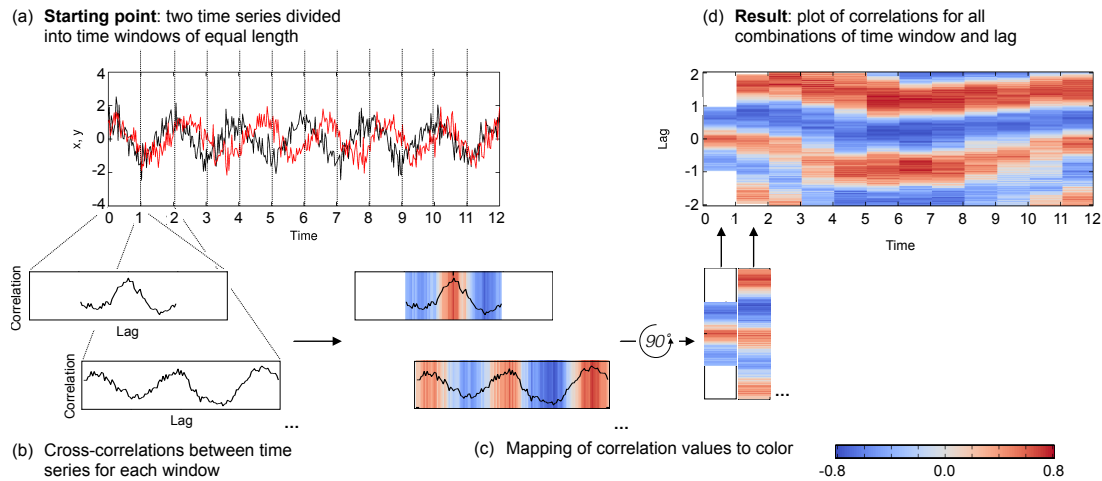 (a) Starting point: two time series divided
into time windows of equal length
4
2
0
-2
-4
x, y
0 1 2 3 4 5 6 7 8 9 10 11 12
Time
(d) Result: plot of correlations for all
combinations of time window and lag
2
1
0
-1
-2
Lag
0 1 2 3 4 5 6 7 8 9 10 11 12
Time
Correlation
Lag
Correlation
Lag
...
...
90°
...
(b) Cross-correlations between time
series for each window
(c) Mapping of correlation values to color
-0.8 0.0 0.8